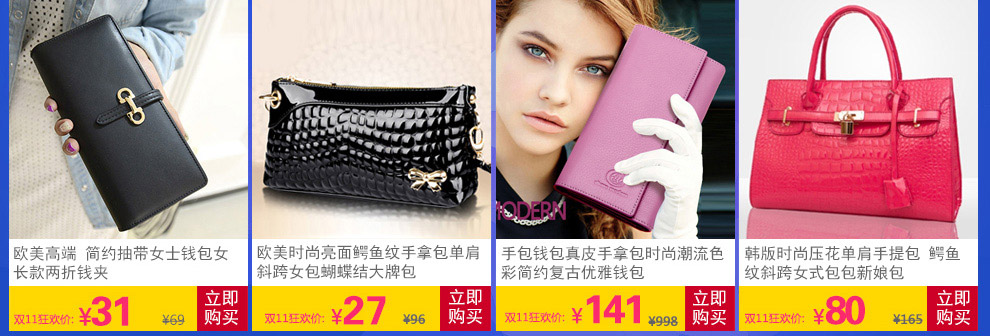 MODERN
欧美高端 简约抽带女士钱包女
长款两折钱夹
双11狂欢价: ¥31 ¥69
立即
购买
欧美时尚亮面鳄鱼纹手拿包单肩
斜跨女包蝴蝶结大牌包
双11狂欢价: ¥27 ¥96
立即
购买
手包钱包真皮手拿包时尚潮流色
彩简约复古优雅钱包
双11狂欢价: ¥141 ¥998
立即
购买
韩版时尚压花单肩手提包 鳄鱼
纹斜跨女式包包新娘包
双11狂欢价: ¥80 ¥165
立即
购买